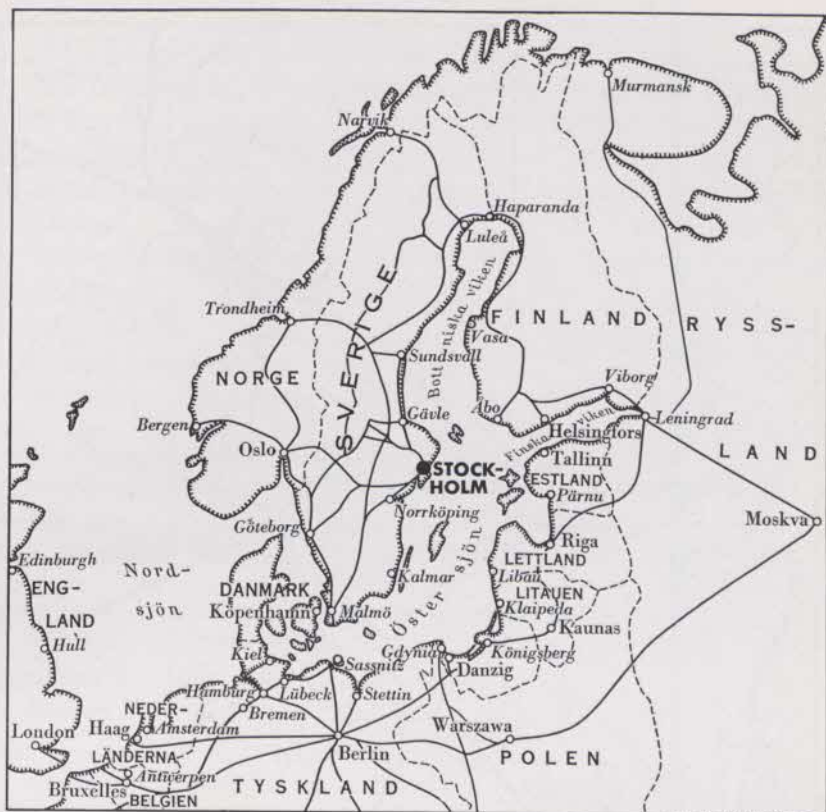 Murmansk
Narvik
Haparanda
Luleå
Bottniska viken
SVERIGE
Trondheim
FINLAND
RYSS-
Vasa
Sundsvall
NORGE
Viborg
Gävle
Åbo
Bergen
Leningrad
Helsingfors
Finska viken
Oslo
LAND
Tallinn
STOCK-
HOLM
ESTLAND
Pärnu
Norrköping
Moskva
Göteborg
Riga
Edinburgh
Nord-
sjön
LETTLAND
Östersjön
Kalmar
Libau
ENG-
LAND
DANMARK
LITAUEN
Köpenhamn
Malmö
Klaipeda
Kaunas
Hull
Gdynia
Königsberg
Kiel
Sassnitz
Danzig
Hamburg
Lübeck
Stettin
NEDER-
LÄNDERNA
Bremen
London
Haag
Amsterdam
Warszawa
Berlin
POLEN
Antwerpen
Bruxelles
TYSKLAND
BELGIEN